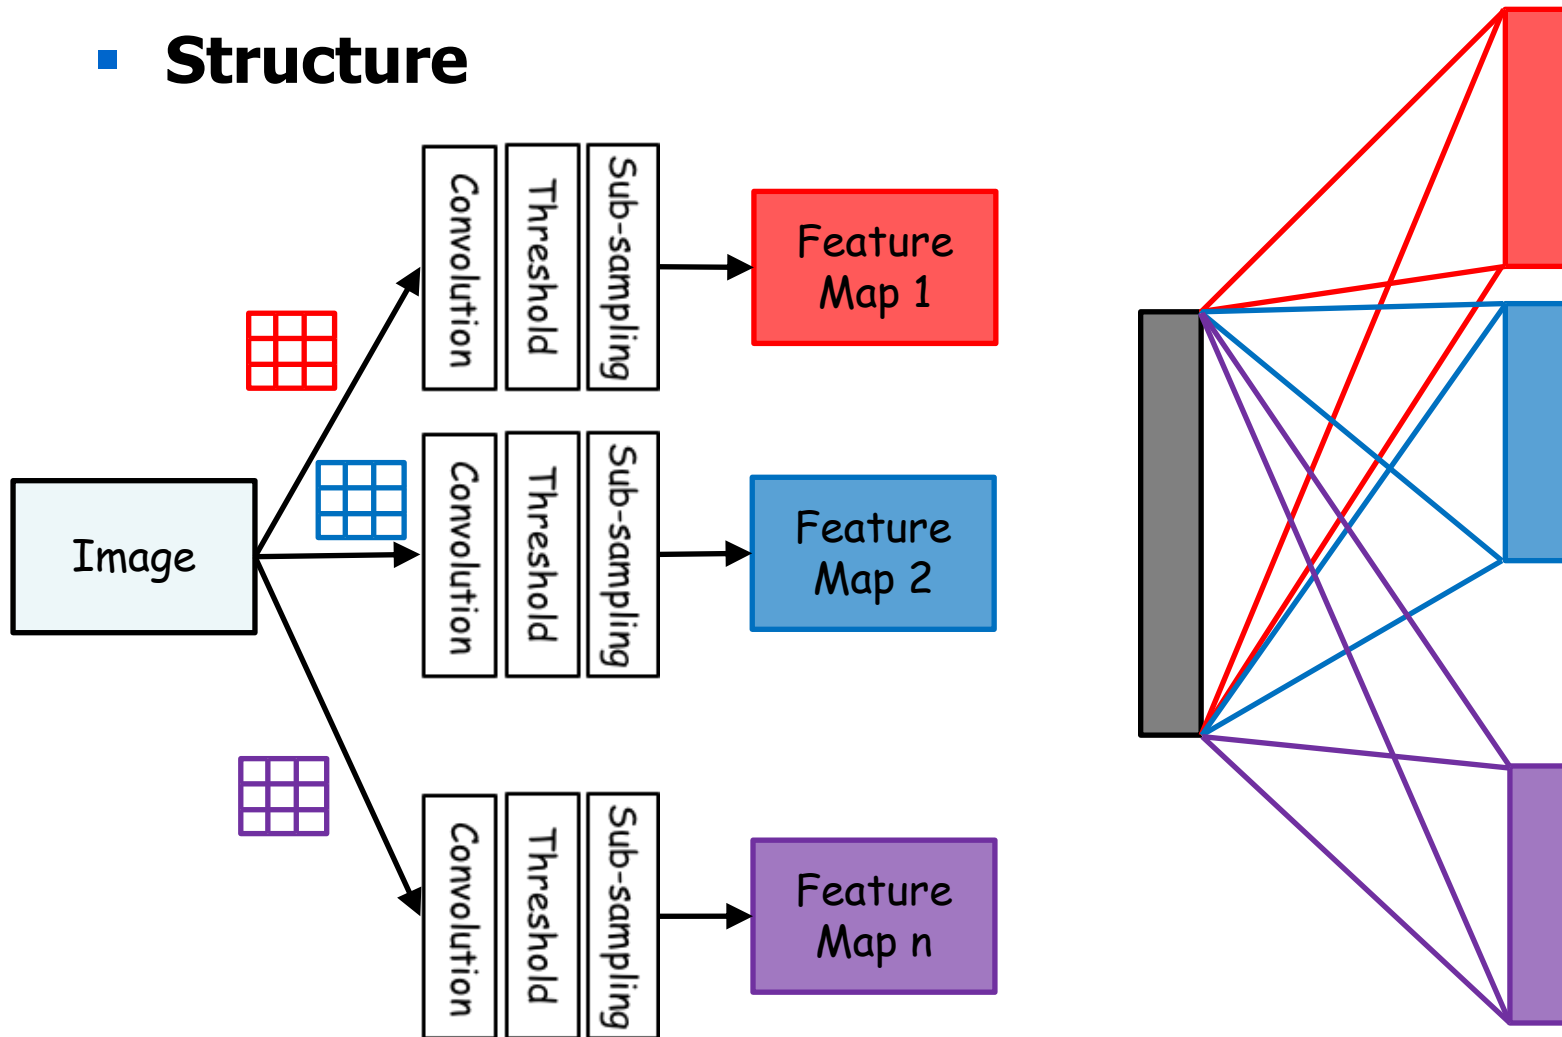 Structure
Convolution
Threshold
Sub-sampling
Feature
Map 1
Image
Convolution
Threshold
Sub-sampling
Feature
Map 2
Convolution
Threshold
Sub-sampling
Feature
Map n